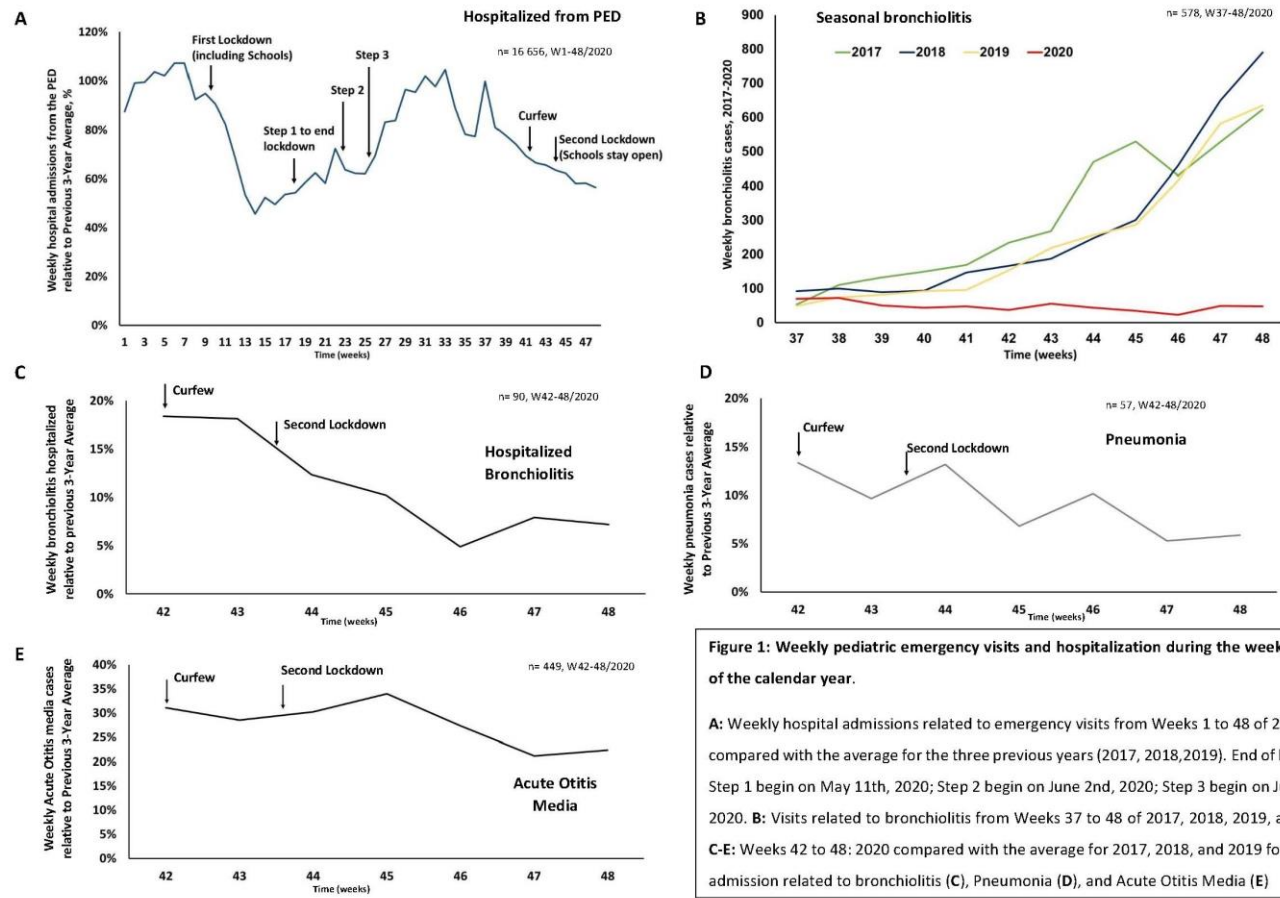 A
Hospitalized from PED
n= 16 656, W1-48/2020
Weekly hospital admissions from the PED
relative to Previous 3-Year Average, %
120%
100%
80%
60%
40%
20%
0%
First Lockdown
(including Schools)
Step 1 to end
lockdown
Step 2
Step 3
Curfew
Second Lockdown
(Schools stay open)
1 3 5 7 9 11 13 15 17 19 21 23 25 27 29 31 33 35 37 39 41 43 45 47
Time (weeks)
B
Seasonal bronchiolitis
n= 578, W37-48/2020
2017 2018 2019 2020
Weekly bronchiolitis cases, 2017-2020
900
800
700
600
500
400
300
200
100
0
37 38 39 40 41 42 43 44 45 46 47 48
Time (weeks)
C
Weekly bronchiolitis hospitalized
relative to previous 3-Year Average
20%
15%
10%
5%
0%
Curfew
Second Lockdown
n= 90, W42-48/2020
Hospitalized
Bronchiolitis
42 43 44 45 46 47 48
Time (weeks)
D
Weekly pneumonia cases relative
to Previous 3-Year Average
20%
15%
10%
5%
0%
Curfew
Second Lockdown
n= 57, W42-48/2020
Pneumonia
42 43 44 45 46 47 48
Time (weeks)
E
Weekly Acute Otitis media cases
relative to Previous 3-Year Average
40%
35%
30%
25%
20%
15%
10%
5%
0%
Curfew
Second Lockdown
n= 449, W42-48/2020
Acute Otitis
Media
42 43 44 45 46 47 48
Time (weeks)
Figure 1: Weekly pediatric emergency visits and hospitalization during the week
of the calendar year.
A: Weekly hospital admissions related to emergency visits from Weeks 1 to 48 of 2
compared with the average for the three previous years (2017, 2018,2019). End of
Step 1 begin on May 11th, 2020; Step 2 begin on June 2nd, 2020; Step 3 begin on
2020. B: Visits related to bronchiolitis from Weeks 37 to 48 of 2017, 2018, 2019,
C-E: Weeks 42 to 48: 2020 compared with the average for 2017, 2018, and 2019 fo
admission related to bronchiolitis (C), Pneumonia (D), and Acute Otitis Media (E)